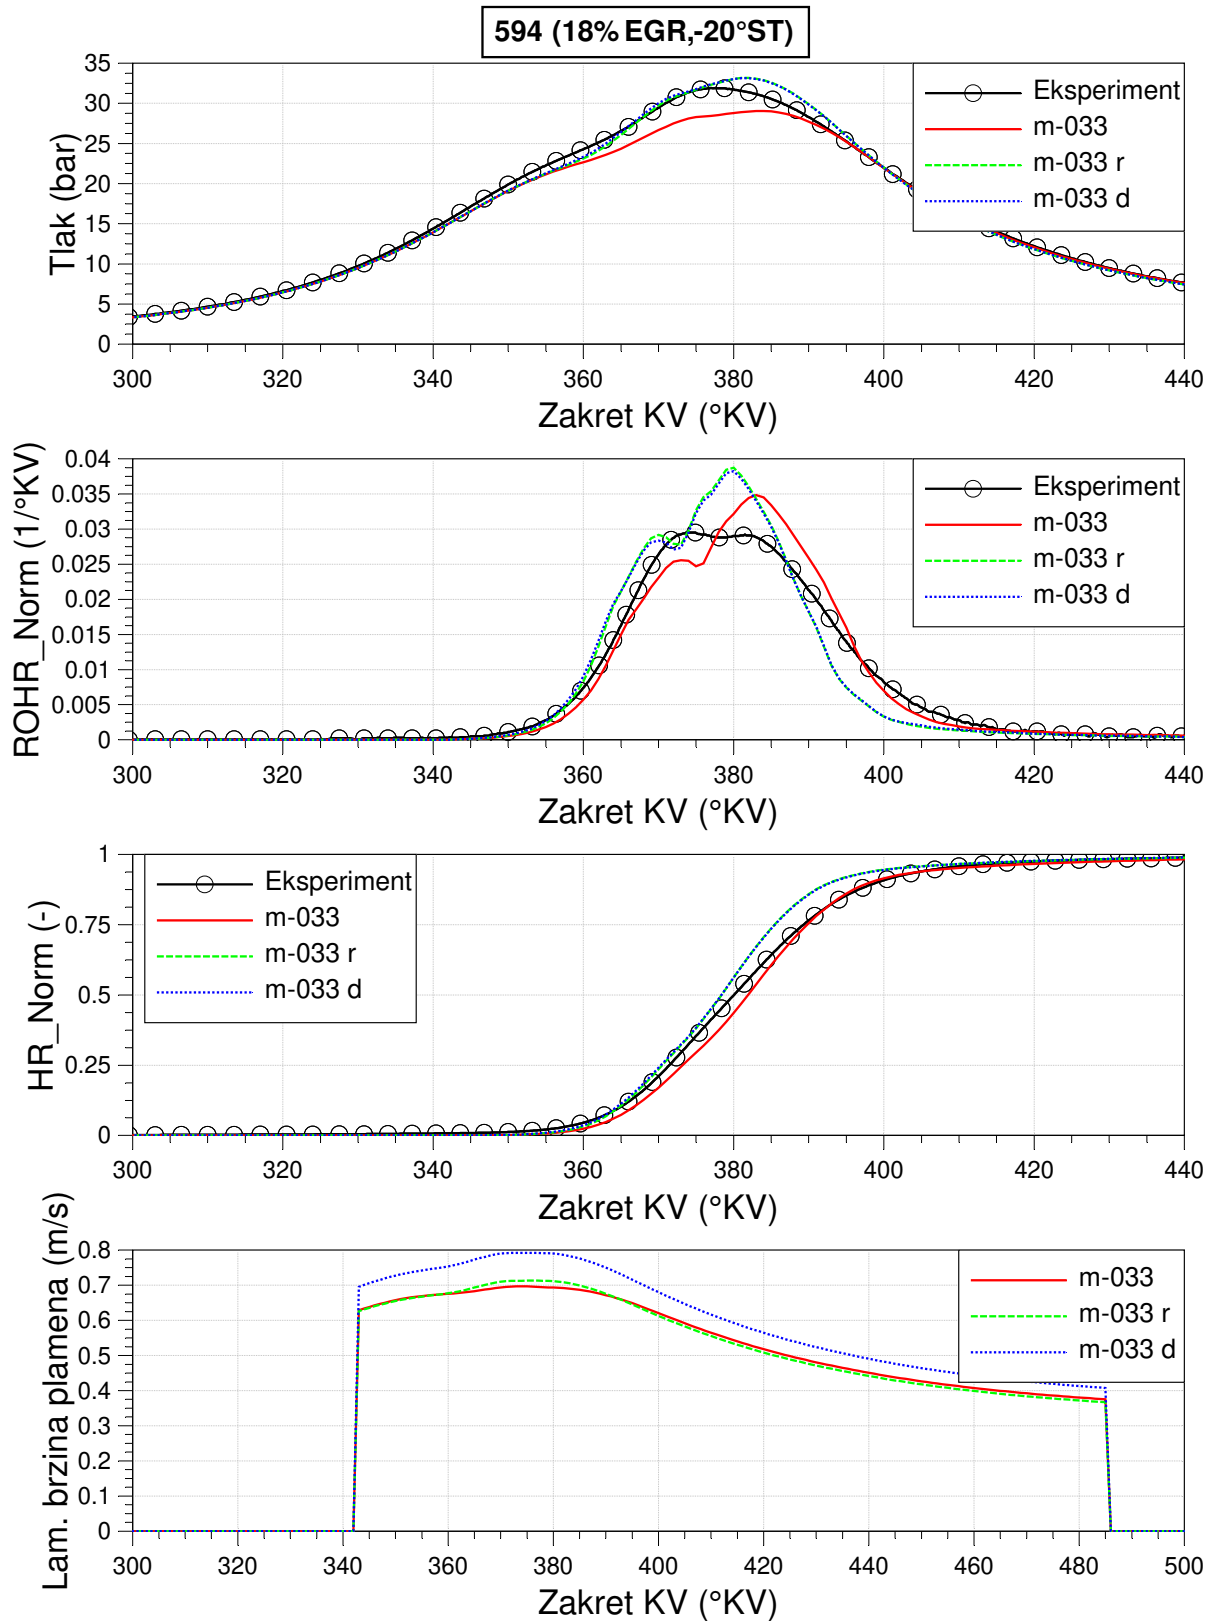 594 (18% EGR,-20°ST)
Tlak (bar)
35
30
25
20
15
10
5
0
Eksperiment
m-033
m-033 r
m-033 d
300 320 340 360 380 400 420 440
Zakret KV (°KV)
ROHR_Norm (1/°KV)
0.04
0.035
0.03
0.025
0.02
0.015
0.01
0.005
0
Eksperiment
m-033
m-033 r
m-033 d
300 320 340 360 380 400 420 440
Zakret KV (°KV)
HR_Norm (-)
1
0.75
0.5
0.25
0
Eksperiment
m-033
m-033 r
m-033 d
300 320 340 360 380 400 420 440
Zakret KV (°KV)
Lam. brzina plamena (m/s)
0.8
0.7
0.6
0.5
0.4
0.3
0.2
0.1
0
m-033
m-033 r
m-033 d
300 320 340 360 380 400 420 440 460 480 500
Zakret KV (°KV)